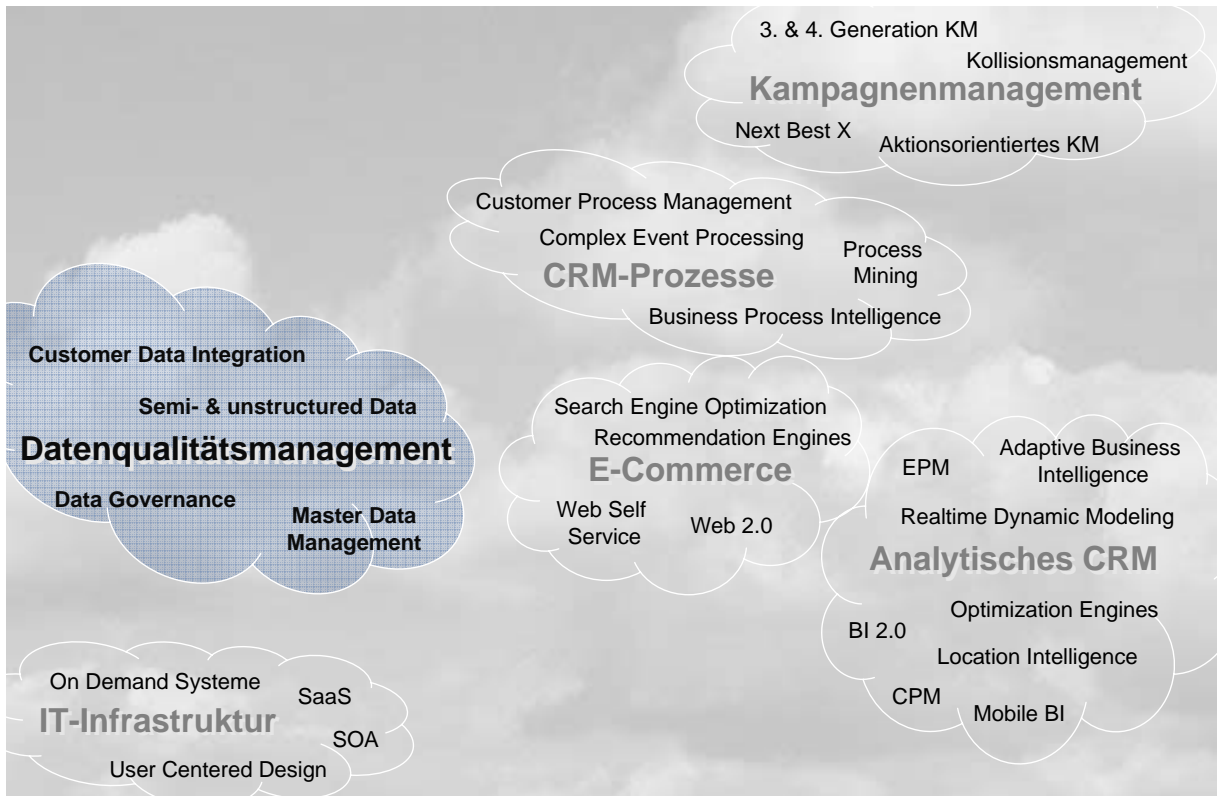 3. & 4. Generation KM
Kollisionsmanagement
Kampagnenmanagement
Next Best X
Aktionsorientiertes KM
Customer Process Management
Complex Event Processing
Process
Mining
CRM-Prozesse
Business Process Intelligence
Customer Data Integration
Semi- & unstructured Data
Datenqualitätsmanagement
Data Governance
Master Data
Management
Search Engine Optimization
Recommendation Engines
E-Commerce
Web Self
Service
Web 2.0
EPM
Adaptive Business
Intelligence
Realtime Dynamic Modeling
Analytisches CRM
Optimization Engines
BI 2.0
Location Intelligence
CPM
Mobile BI
On Demand Systeme
SaaS
IT-Infrastruktur
SOA
User Centered Design